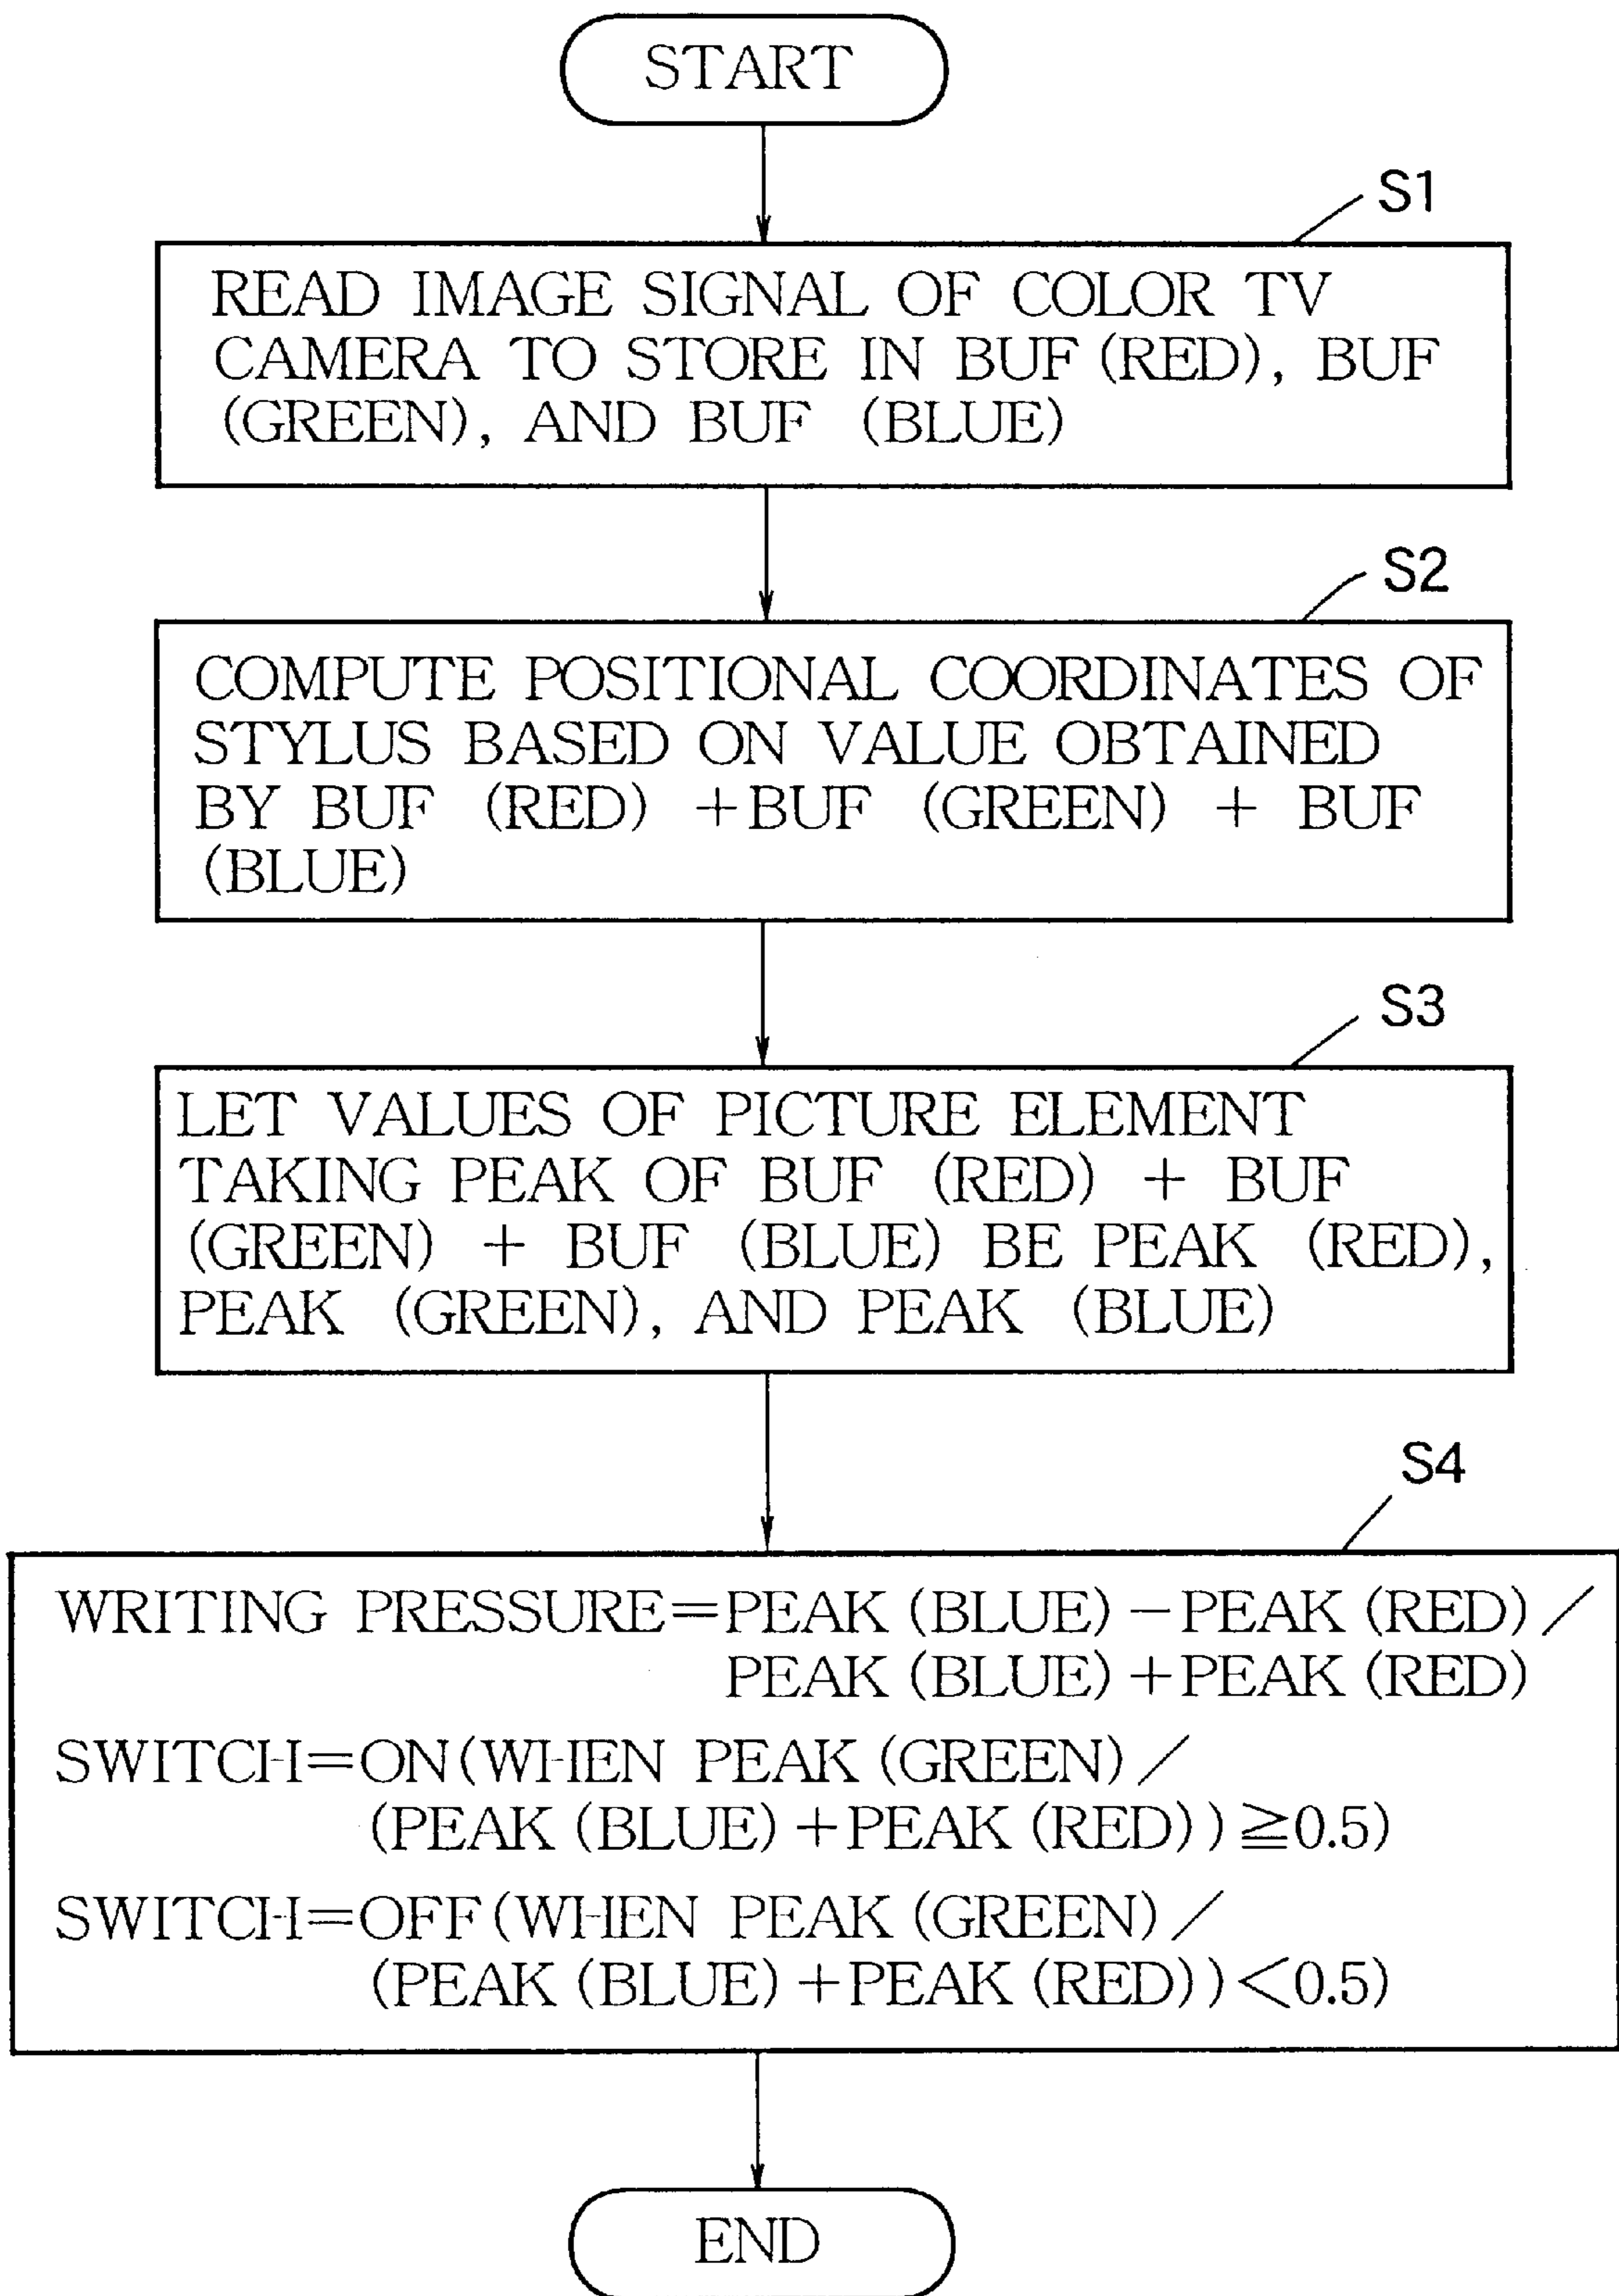 START
S1
READ IMAGE SIGNAL OF COLOR TV
CAMERA TO STORE IN BUF (RED), BUF
(GREEN), AND BUF (BLUE)
S2
COMPUTE POSITIONAL COORDINATES OF
STYLUS BASED ON VALUE OBTAINED
BY BUF (RED) +BUF (GREEN) + BUF
(BLUE)
S3
LET VALUES OF PICTURE ELEMENT
TAKING PEAK OF BUF (RED) + BUF
(GREEN) + BUF (BLUE) BE PEAK (RED),
PEAK (GREEN), AND PEAK (BLUE)
S4
WRITING PRESSURE=PEAK (BLUE) −PEAK (RED) ／
PEAK (BLUE) +PEAK (RED)
SWITCH=ON(WHEN PEAK (GREEN) ／
(PEAK (BLUE) +PEAK (RED) ) ≧0.5)
SWITCH=OFF(WHEN PEAK (GREEN) ／
(PEAK (BLUE) +PEAK (RED) ) <0.5)
END